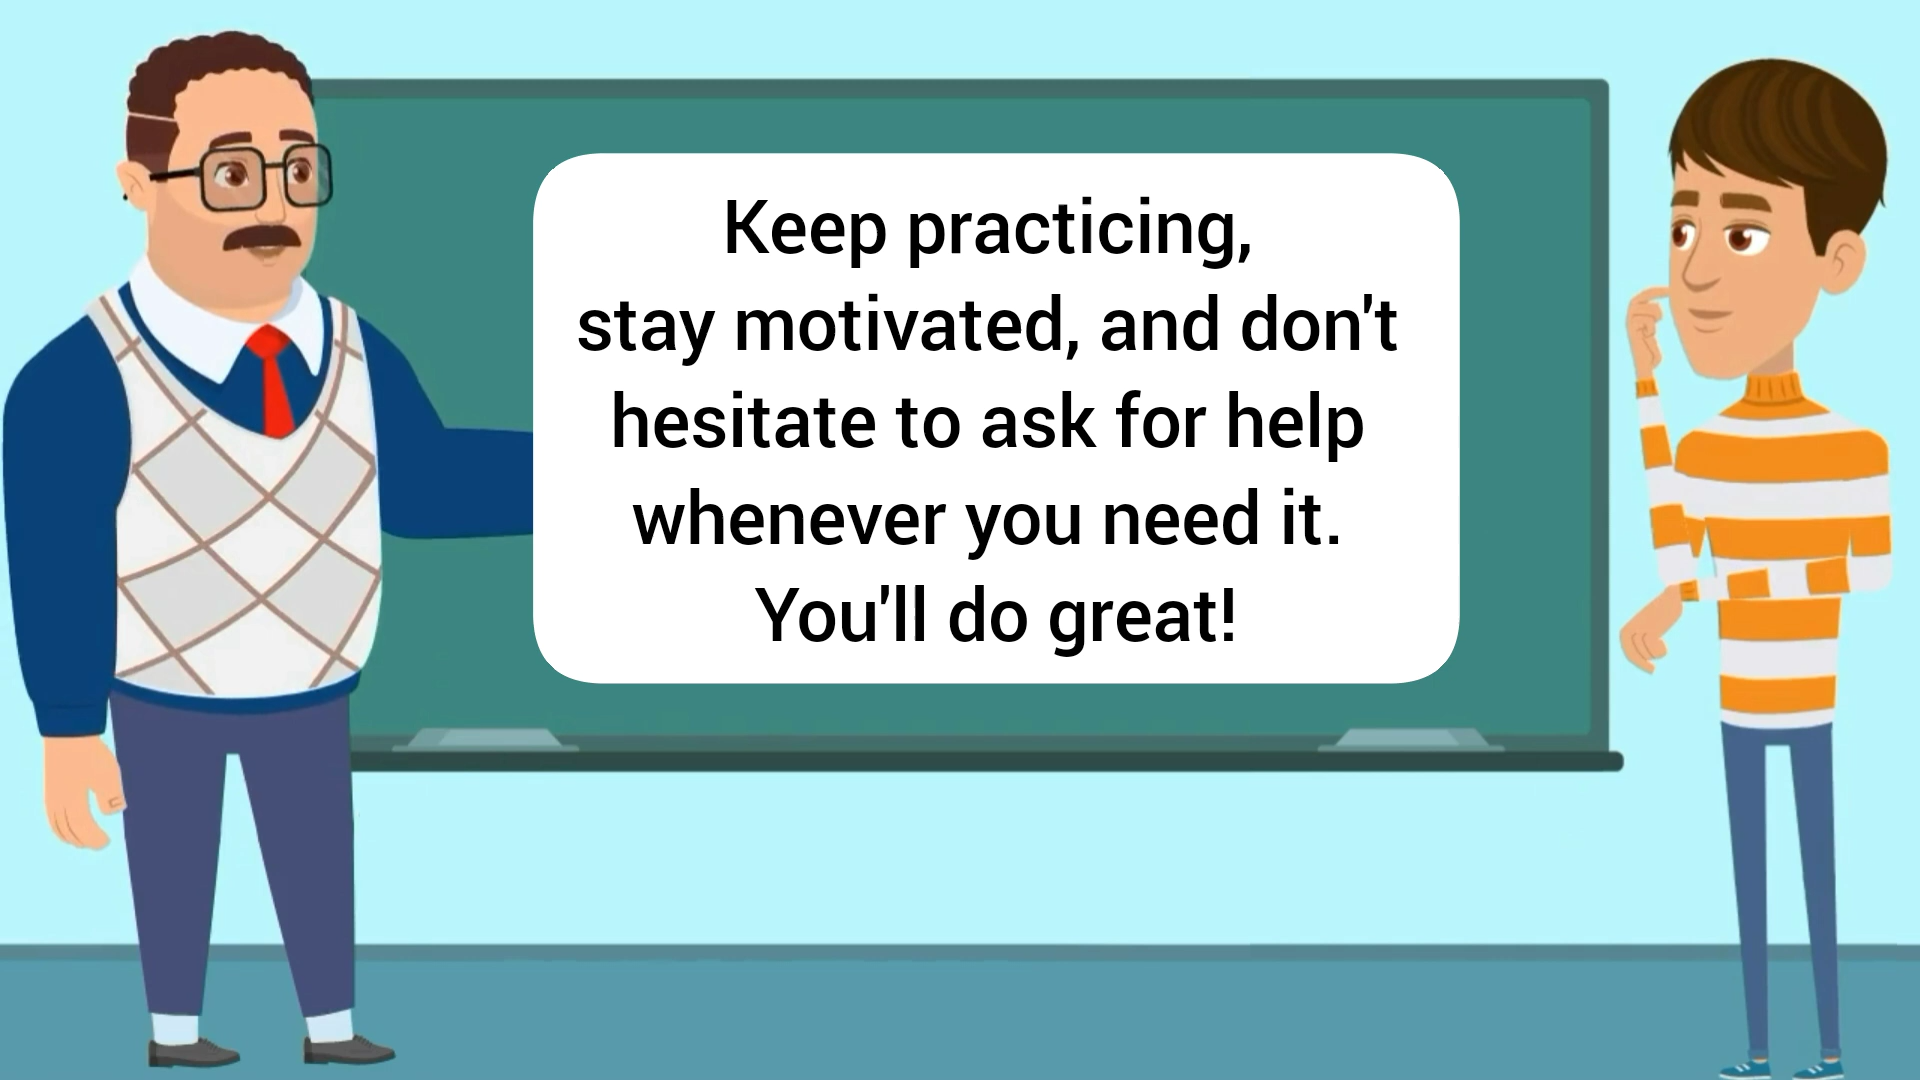 Keep practicing,
stay motivated, and don't
hesitate to ask for help
whenever you need it.
You'll do great!